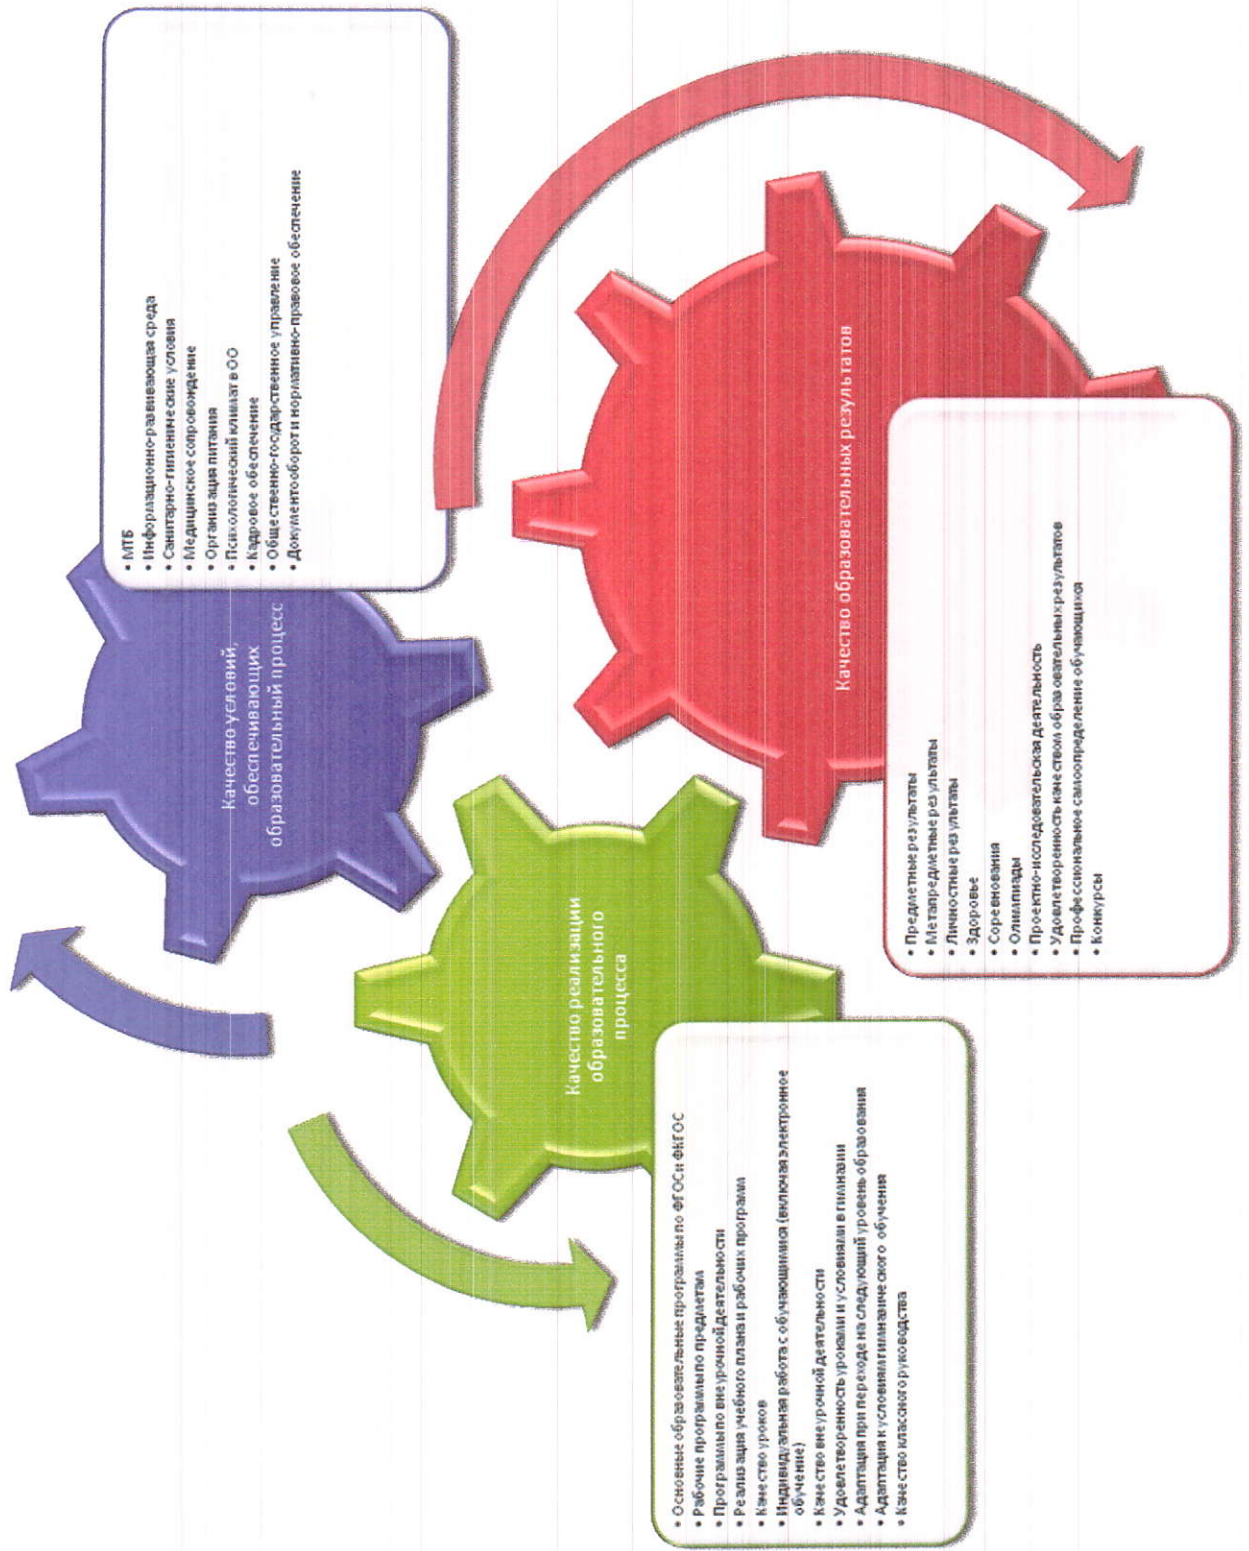 Качество условий,
обеспечивающих
образовательный процесс
• МТБ
• Информационно-развивающая среда
• Санитарно-гигиенические условия
• Медицинское сопровождение
• Организация питания
• Психологический климат в ОО
• Кадровое обеспечение
• Общественно-государственное управление
• Документооборот и нормативно-правовое обеспечение
Качество реализации
образовательного
процесса
• Основные образовательные программы по ФГОС и ФКГОС
• Рабочие программы по предметам
• Программы по внеурочной деятельности
• Реализация учебного плана и рабочих программ
• Качество уроков
• Индивидуальная работа с обучающимися (включая электронное
обучение)
• Качество внеурочной деятельности
• Удовлетворенность уроками и условиями в гимназии
• Адаптация при переходе на следующий уровень образования
• Адаптация к условиям гимназического обучения
• Качество классного руководства
Качество образовательных результатов
• Предметные результаты
• Метапредметные результаты
• Личностные результаты
• Здоровье
• Соревнования
• Олимпиады
• Проектно-исследовательская деятельность
• Удовлетворенность качеством образовательных результатов
• Профессиональное самоопределение обучающихся
• Конкурсы